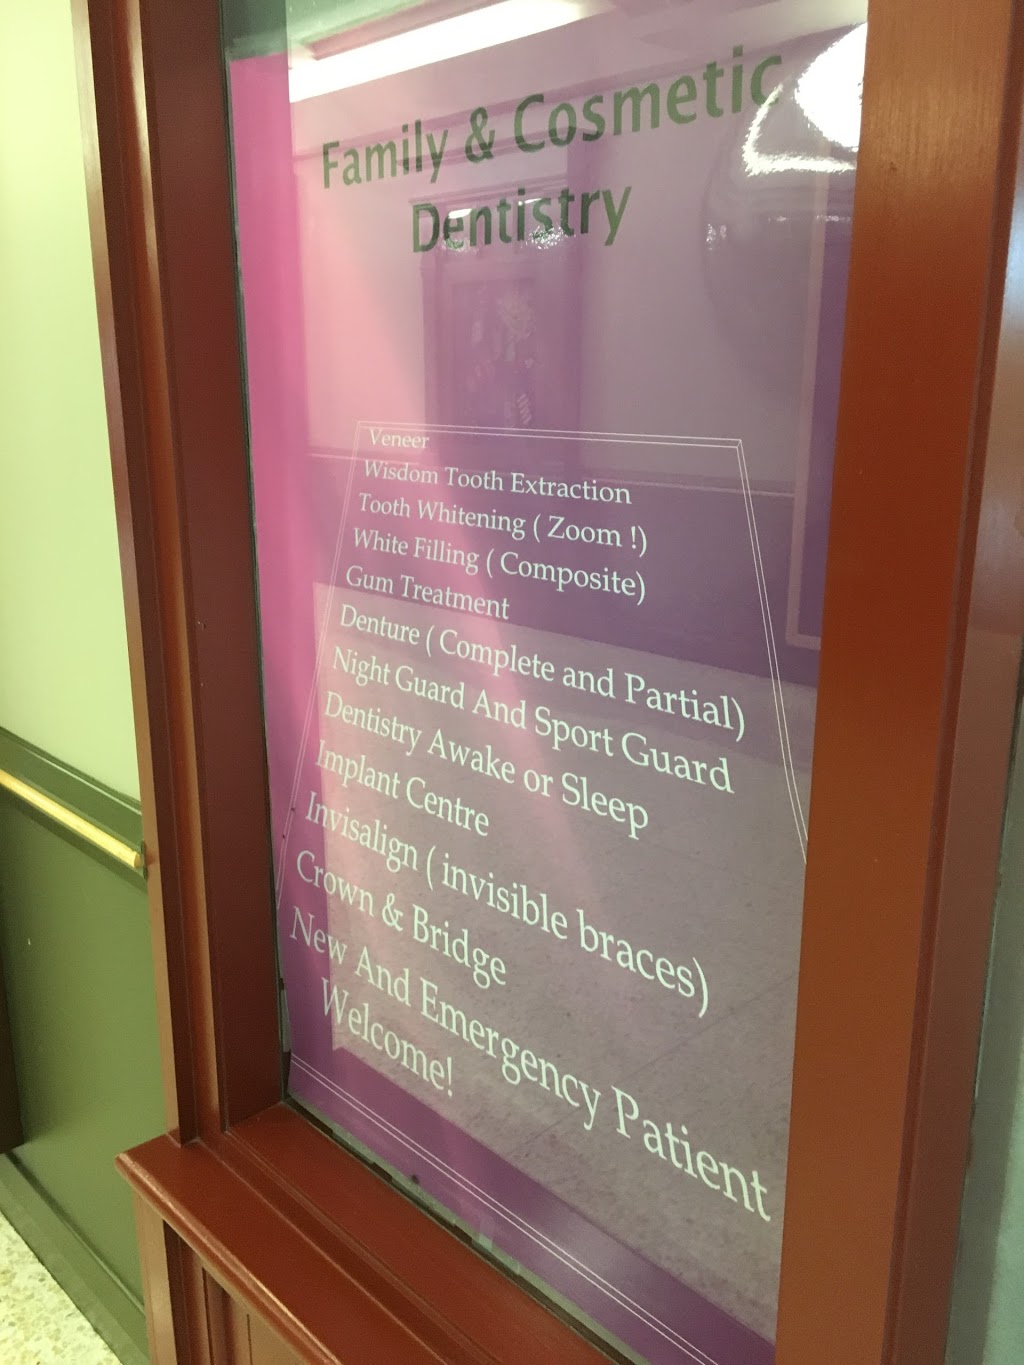 Family & Cosmetic
Dentistry
Veneer
Wisdom Tooth Extraction
Tooth Whitening ( Zoom !)
White Filling ( Composite)
Gum Treatment
Denture ( Complete and Partial)
Night Guard And Sport Guard
Dentistry Awake or Sleep
Implant Centre
Invisalign ( invisible braces)
Crown & Bridge
New And Emergency Patient
Welcome!